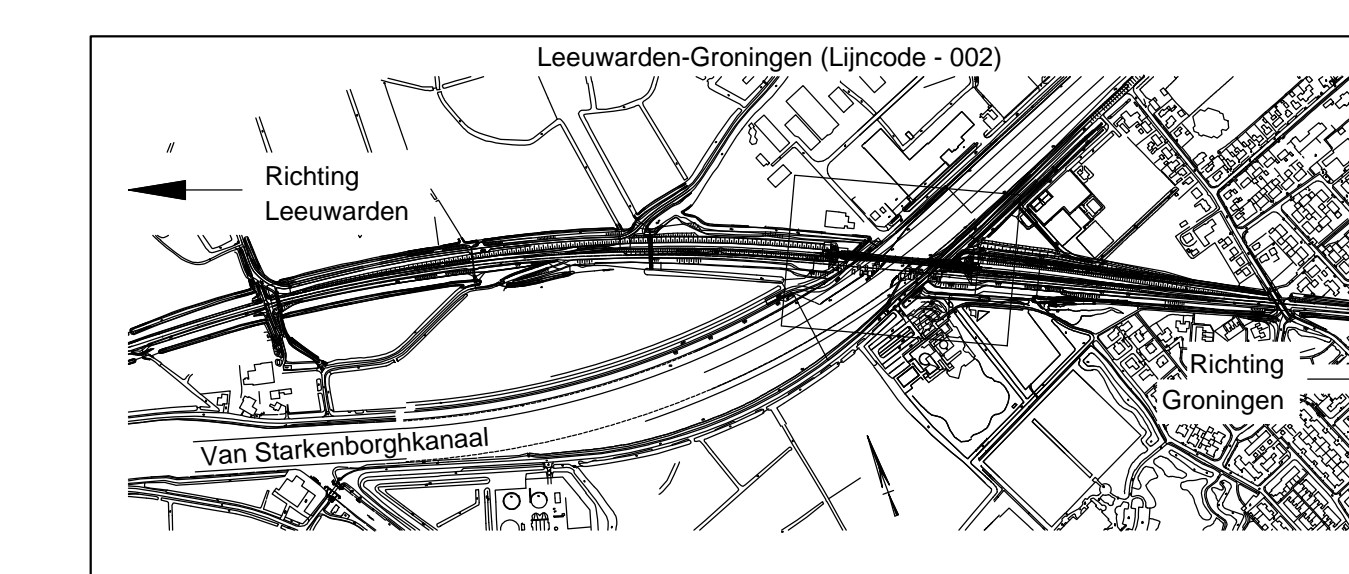 Leeuwarden-Groningen (Lijncode - 002)
Richting
Leeuwarden
Richting
Groningen
Van Starkenborghkanaal